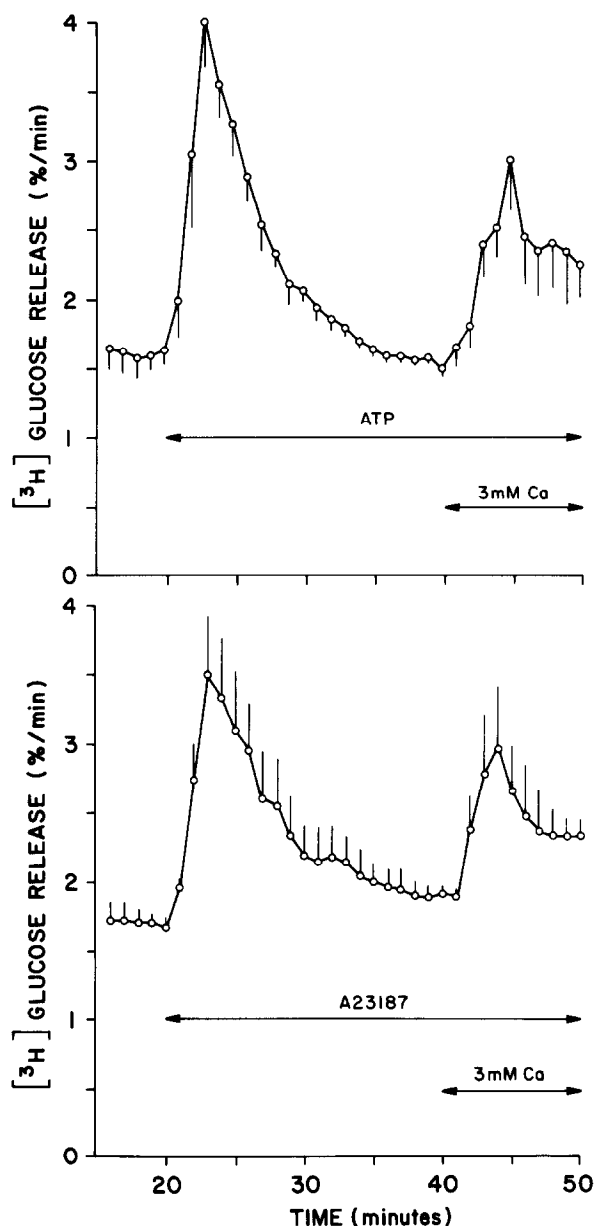 4
3
2
1
0
[³H] GLUCOSE RELEASE (%/min)
ATP
3mM Ca
4
3
2
1
0
[³H] GLUCOSE RELEASE (%/min)
A23187
3mM Ca
20 30 40 50
TIME (minutes)